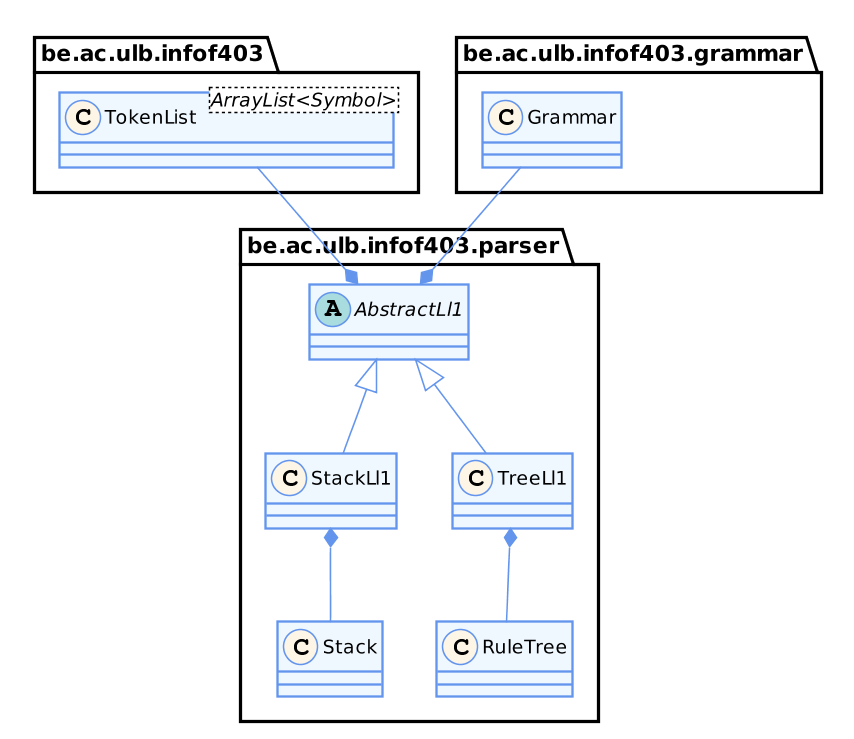 be.ac.ulb.infof403
be.ac.ulb.infof403.grammar
ArrayList<Symbol>
C TokenList
C Grammar
be.ac.ulb.infof403.parser
A AbstractLl1
C StackLl1
C TreeLl1
C Stack
C RuleTree